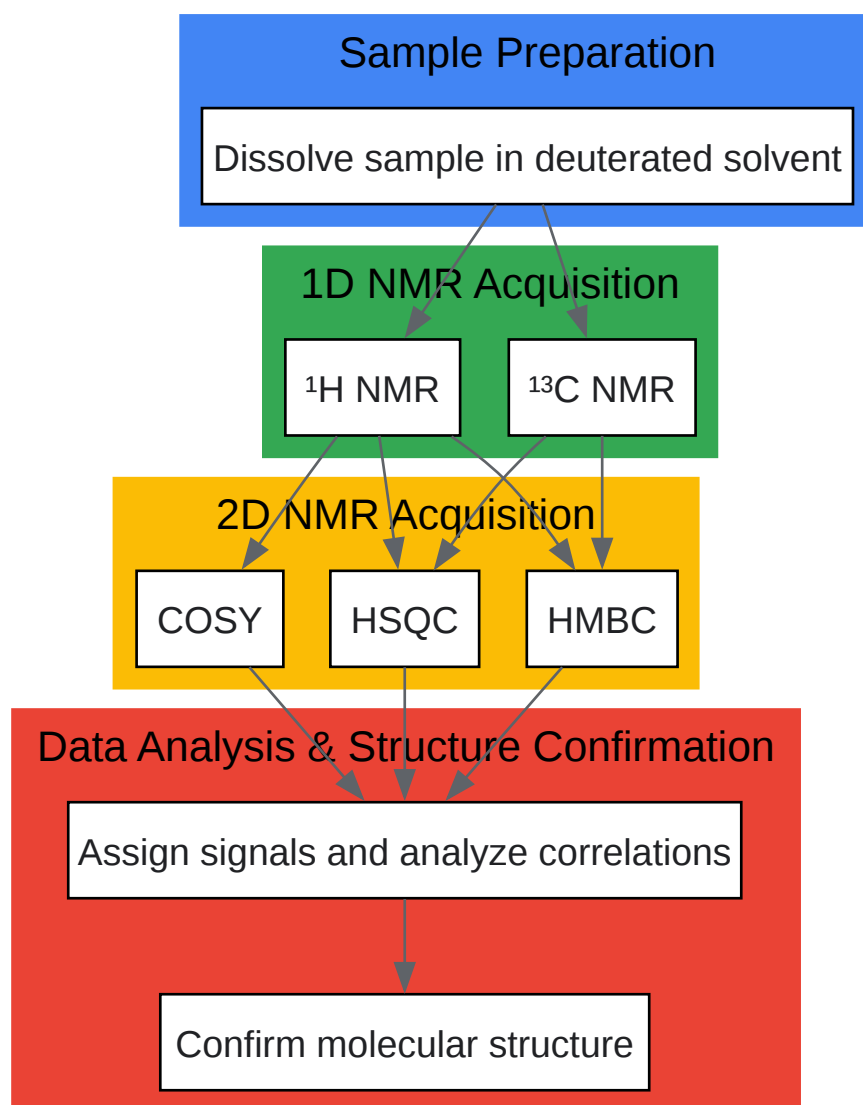 Sample Preparation
Dissolve sample in deuterated solvent
1D NMR Acquisition
¹H NMR
¹³C NMR
2D NMR Acquisition
COSY
HSQC
HMBC
Data Analysis & Structure Confirmation
Assign signals and analyze correlations
Confirm molecular structure